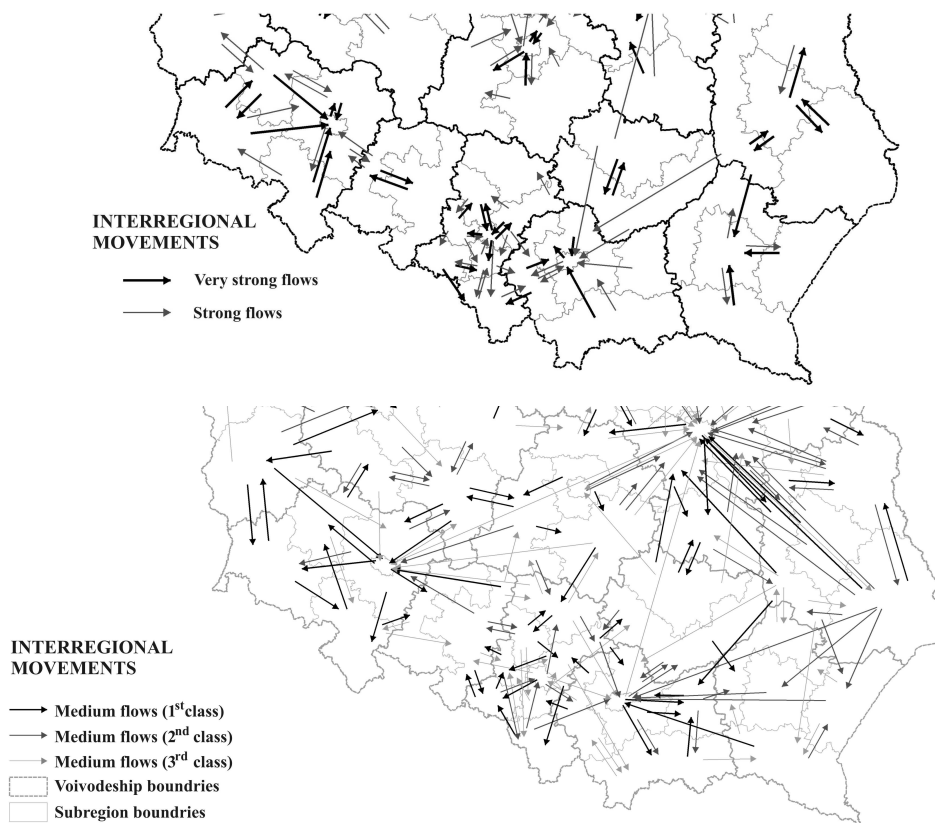 INTERREGIONAL
MOVEMENTS
Very strong flows
Strong flows
INTERREGIONAL
MOVEMENTS
Medium flows (1st class)
Medium flows (2nd class)
Medium flows (3rd class)
Voivodeship boundries
Subregion boundries